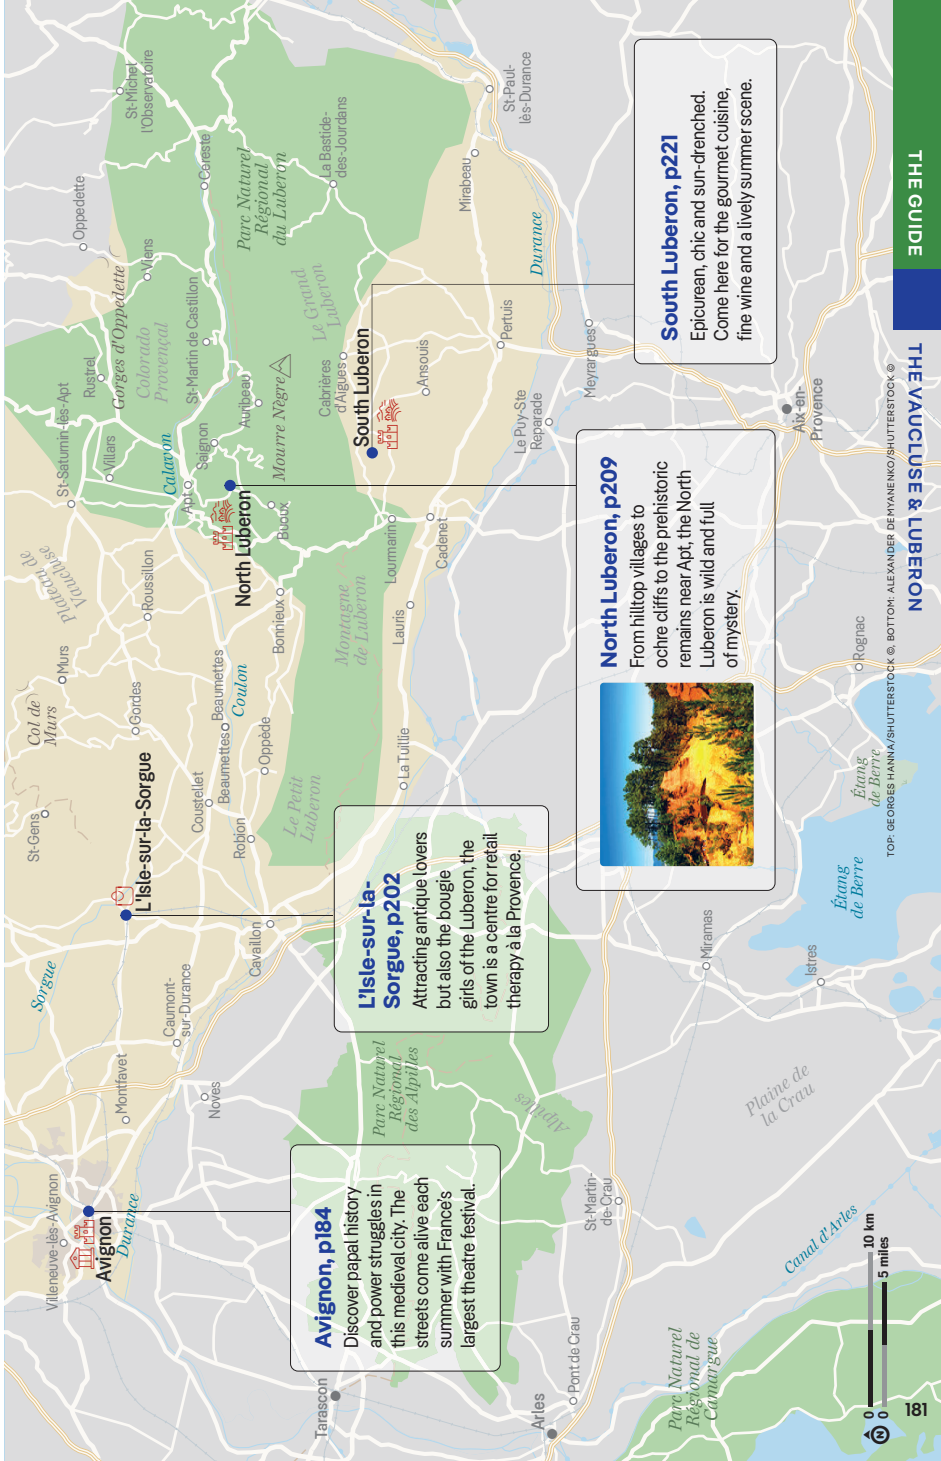 THE GUIDE
THE VAUCLUSE & LUBERON
Avignon, p184
Discover papal history
and power struggles in
this medieval city. The
streets come alive each
summer with France's
largest theatre festival.
L'Isle-sur-la-
Sorgue, p202
Attracting antique lovers
but also the bougie
girls of the Luberon, the
town is a centre for retail
therapy à la Provence.
North Luberon, p209
From hilltop villages to
ochre cliffs to the prehistoric
remains near Apt, the North
Luberon is wild and full
of mystery.
South Luberon, p221
Epicurean, chic and sun-drenched.
Come here for the gourmet cuisine,
fine wine and a lively summer scene.
Villeneuve-lès-Avignon
Avignon
Durance
Montfavet
Noves
Sorgue
Caumont-
sur-Durance
Cavaillon
L'Isle-sur-la-Sorgue
St-Gens
Col de
Murs
Murs
Gordes
Coustellet
Beaumettes
Beaumettes
Robion
Coulon
Oppède
Le Petit
Luberon
La Tuillie
Plateau de
Vaucluse
Roussillon
Bonnieux
Montagne
de Luberon
Lauris
Lourmarin
Cadenet
St-Saturnin-lès-Apt
Villars
Rustrel
Apt
Calavon
Saignon
North Luberon
Buoux
Auribeau
Mourre Nègre
St-Martin de Castillon
Colorado
Provençal
Gorges d'Oppedette
Oppedette
Viens
Céreste
St-Michel
l'Observatoire
Parc Naturel
Régional
du Luberon
La Bastide-
des-Jourdans
Le Grand
Luberon
Cabrières
d'Aigues
South Luberon
Ansouis
Mirabeau
St-Paul-
lès-Durance
Durance
Pertuis
Le Puy-Ste
Reparade
Meyrargues
Aix-en-
Provence
Rognac
Étang
de Berre
Étang
de Berre
Miramas
Istres
Plaine de
la Crau
Parc Naturel
Régional
des Alpilles
Alpilles
St-Martin-
de-Crau
Tarascon
Arles
Pont de Crau
Canal d'Arles
Parc Naturel
Régional de
Camargue
N
0
10 km
0
5 miles
TOP: GEORGES HANNA/SHUTTERSTOCK ©, BOTTOM: ALEXANDER DEMYANENKO/SHUTTERSTOCK ©
181